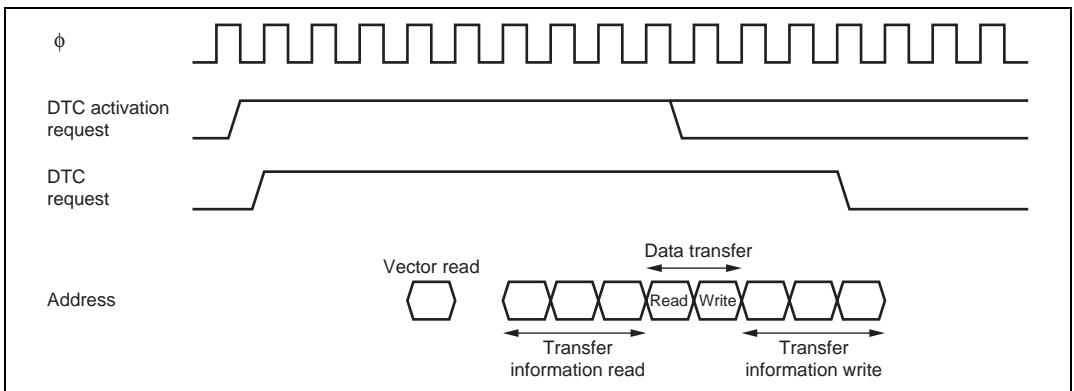 φ
DTC activation
request
DTC
request
Data transfer
Vector read
Address
Read Write
Transfer
information read
Transfer
information write